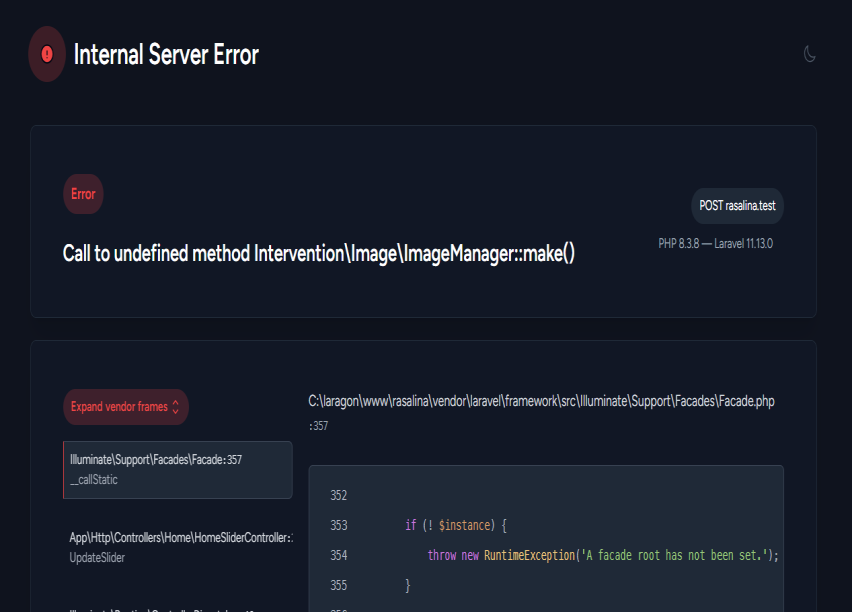 Internal Server Error
Error
POST rasalina.test
Call to undefined method Intervention\Image\ImageManager::make()
PHP 8.3.8 — Laravel 11.13.0
Expand vendor frames
C:\laragon\www\rasalina\vendor\laravel\framework\src\Illuminate\Support\Facades\Facade.php
:357
Illuminate\Support\Facades\Facade:357
__callStatic
App\Http\Controllers\Home\HomeSliderController:
UpdateSlider
352
353 if (! $instance) {
354 throw new RuntimeException('A facade root has not been set.');
355 }